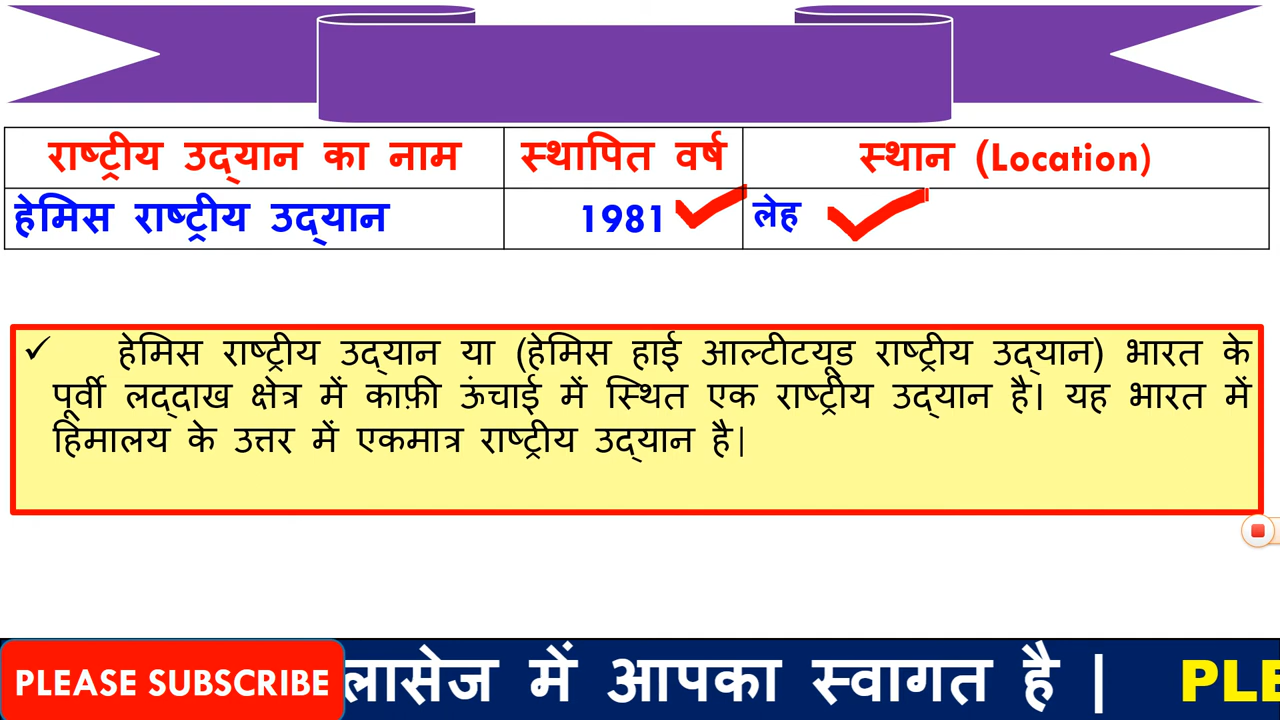 राष्ट्रीय उद्यान का नाम स्थापित वर्ष स्थान (Location)
हेमिस राष्ट्रीय उद्यान 1981 लेह
हेमिस राष्ट्रीय उद्यान या (हेमिस हाई आल्टीटयूड राष्ट्रीय उद्यान) भारत के
पूर्वी लद्दाख क्षेत्र में काफ़ी ऊंचाई में स्थित एक राष्ट्रीय उद्यान है। यह भारत में
हिमालय के उत्तर में एकमात्र राष्ट्रीय उद्यान है|
PLEASE SUBSCRIBE लासेज में आपका स्वागत है | PLE